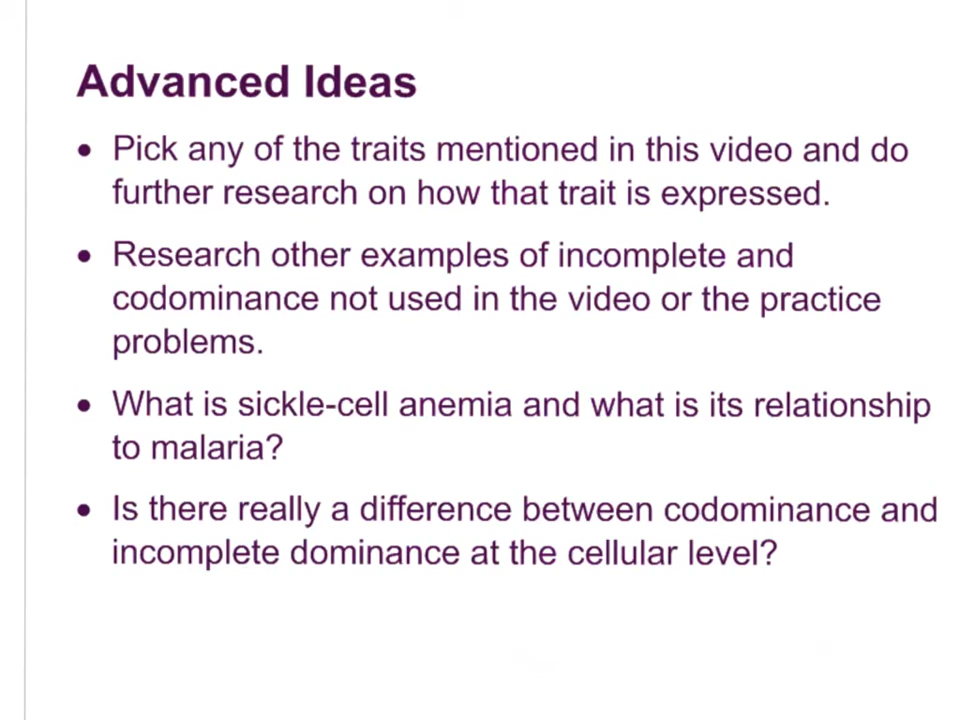 Advanced Ideas
• Pick any of the traits mentioned in this video and do
further research on how that trait is expressed.
• Research other examples of incomplete and
codominance not used in the video or the practice
problems.
• What is sickle-cell anemia and what is its relationship
to malaria?
• Is there really a difference between codominance and
incomplete dominance at the cellular level?